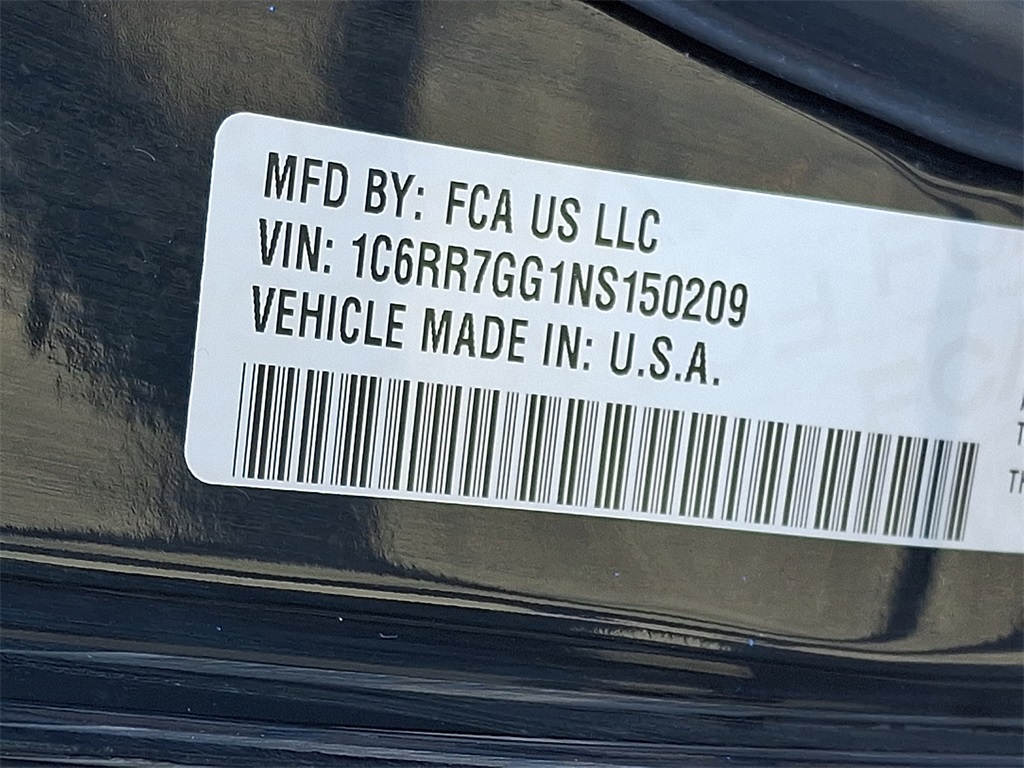 MFD BY: FCA US LLC
VIN: 1C6RR7GG1NS150209
VEHICLE MADE IN: U.S.A.